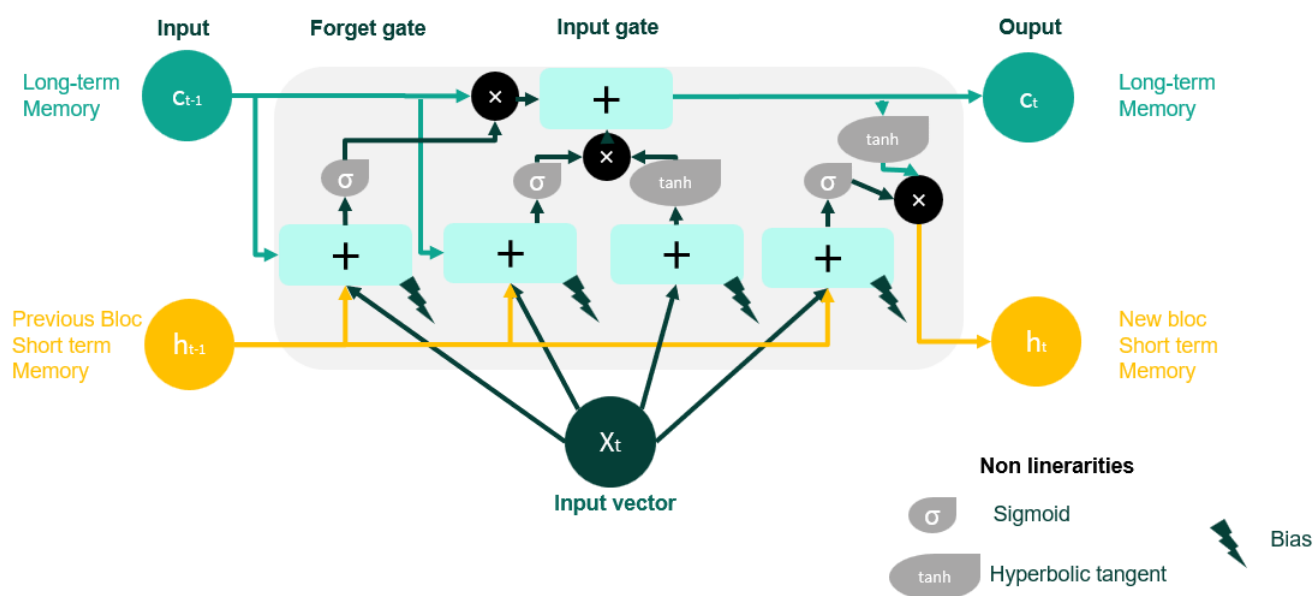 Input
Forget gate
Input gate
Ouput
Long-term
Memory
Ct-1
×
+
Ct
Long-term
Memory
tanh
σ
σ
×
tanh
σ
×
+
+
+
+
Previous Bloc
Short term
Memory
ht-1
ht
New bloc
Short term
Memory
Xt
Input vector
Non linerarities
σ
Sigmoid
Bias
tanh
Hyperbolic tangent